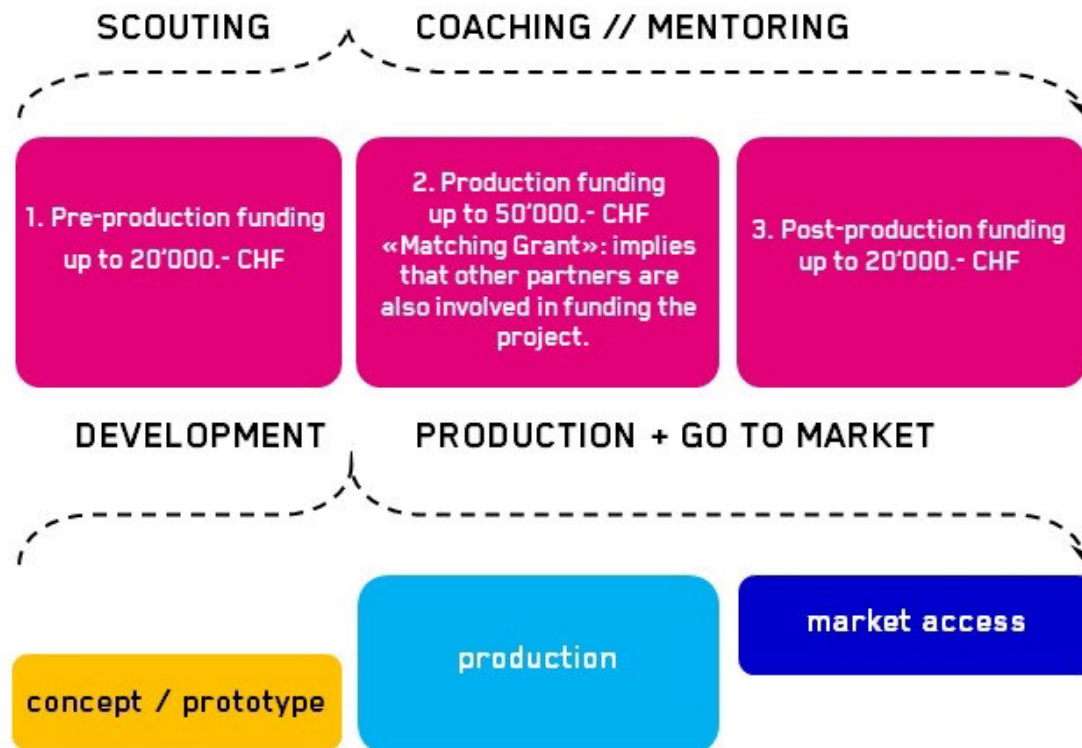 SCOUTING
COACHING // MENTORING
1. Pre-production funding
up to 20'000.- CHF
2. Production funding
up to 50'000.- CHF
«Matching Grant»: implies
that other partners are
also involved in funding the
project.
3. Post-production funding
up to 20'000.- CHF
DEVELOPMENT
PRODUCTION + GO TO MARKET
concept / prototype
production
market access